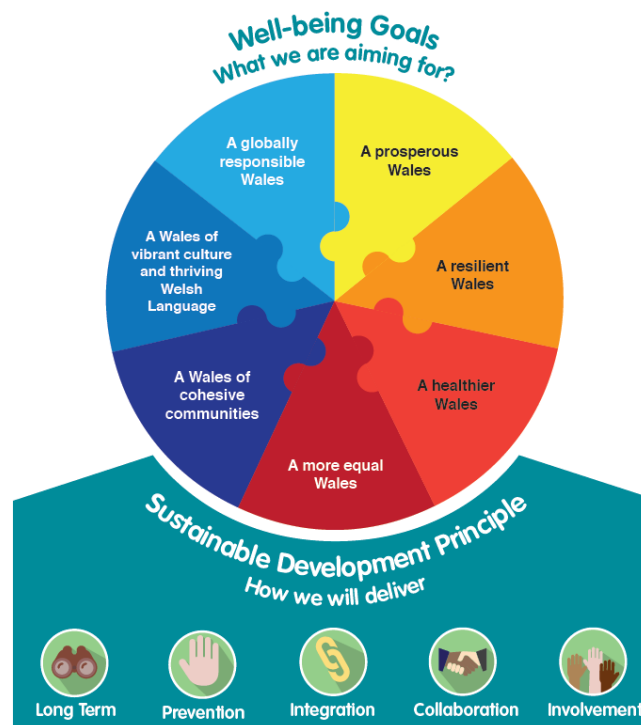 Well-being Goals
What we are aiming for?
A globally
responsible
Wales
A prosperous
Wales
A Wales of
vibrant culture
and thriving
Welsh
Language
A resilient
Wales
A Wales of
cohesive
communities
A healthier
Wales
A more equal
Wales
Sustainable Development Principle
How we will deliver
Long Term
Prevention
Integration
Collaboration
Involvement